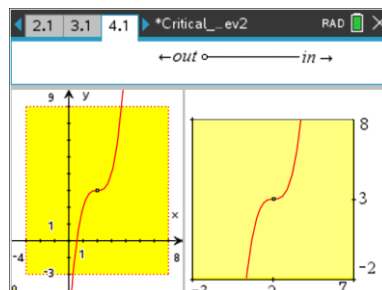 2.1 3.1 4.1 *Critical_...ev2 RAD
←out in→
9 y
8
1
x
3
-4 1 8
-3
-2
-3 2 7